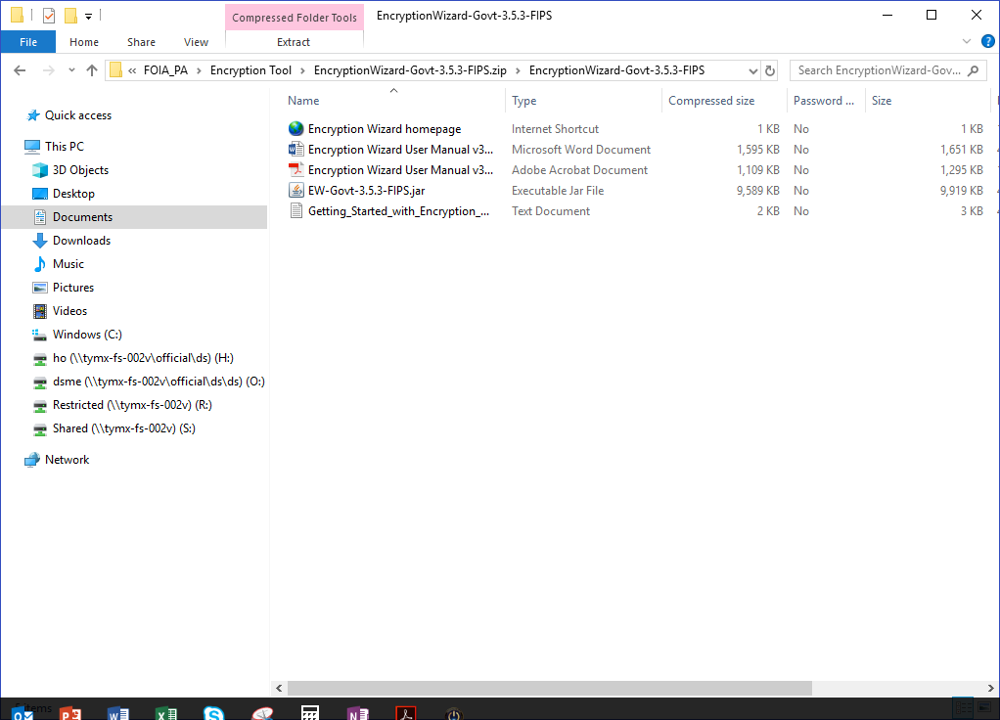 Compressed Folder Tools EncryptionWizard-Govt-3.5.3-FIPS
File Home Share View Extract
« FOIA_PA › Encryption Tool › EncryptionWizard-Govt-3.5.3-FIPS.zip › EncryptionWizard-Govt-3.5.3-FIPS Search EncryptionWizard-Gov...
Name Type Compressed size Password ... Size
Encryption Wizard homepage Internet Shortcut 1 KB No 1 KB
Encryption Wizard User Manual v3... Microsoft Word Document 1,595 KB No 1,651 KB
Encryption Wizard User Manual v3... Adobe Acrobat Document 1,109 KB No 1,295 KB
EW-Govt-3.5.3-FIPS.jar Executable Jar File 9,589 KB No 9,919 KB
Getting_Started_with_Encryption_... Text Document 2 KB No 3 KB
Quick access
This PC
3D Objects
Desktop
Documents
Downloads
Music
Pictures
Videos
Windows (C:)
ho (\\tymx-fs-002v\official\ds) (H:)
dsme (\\tymx-fs-002v\official\ds\ds) (O:)
Restricted (\\tymx-fs-002v) (R:)
Shared (\\tymx-fs-002v) (S:)
Network
5 items